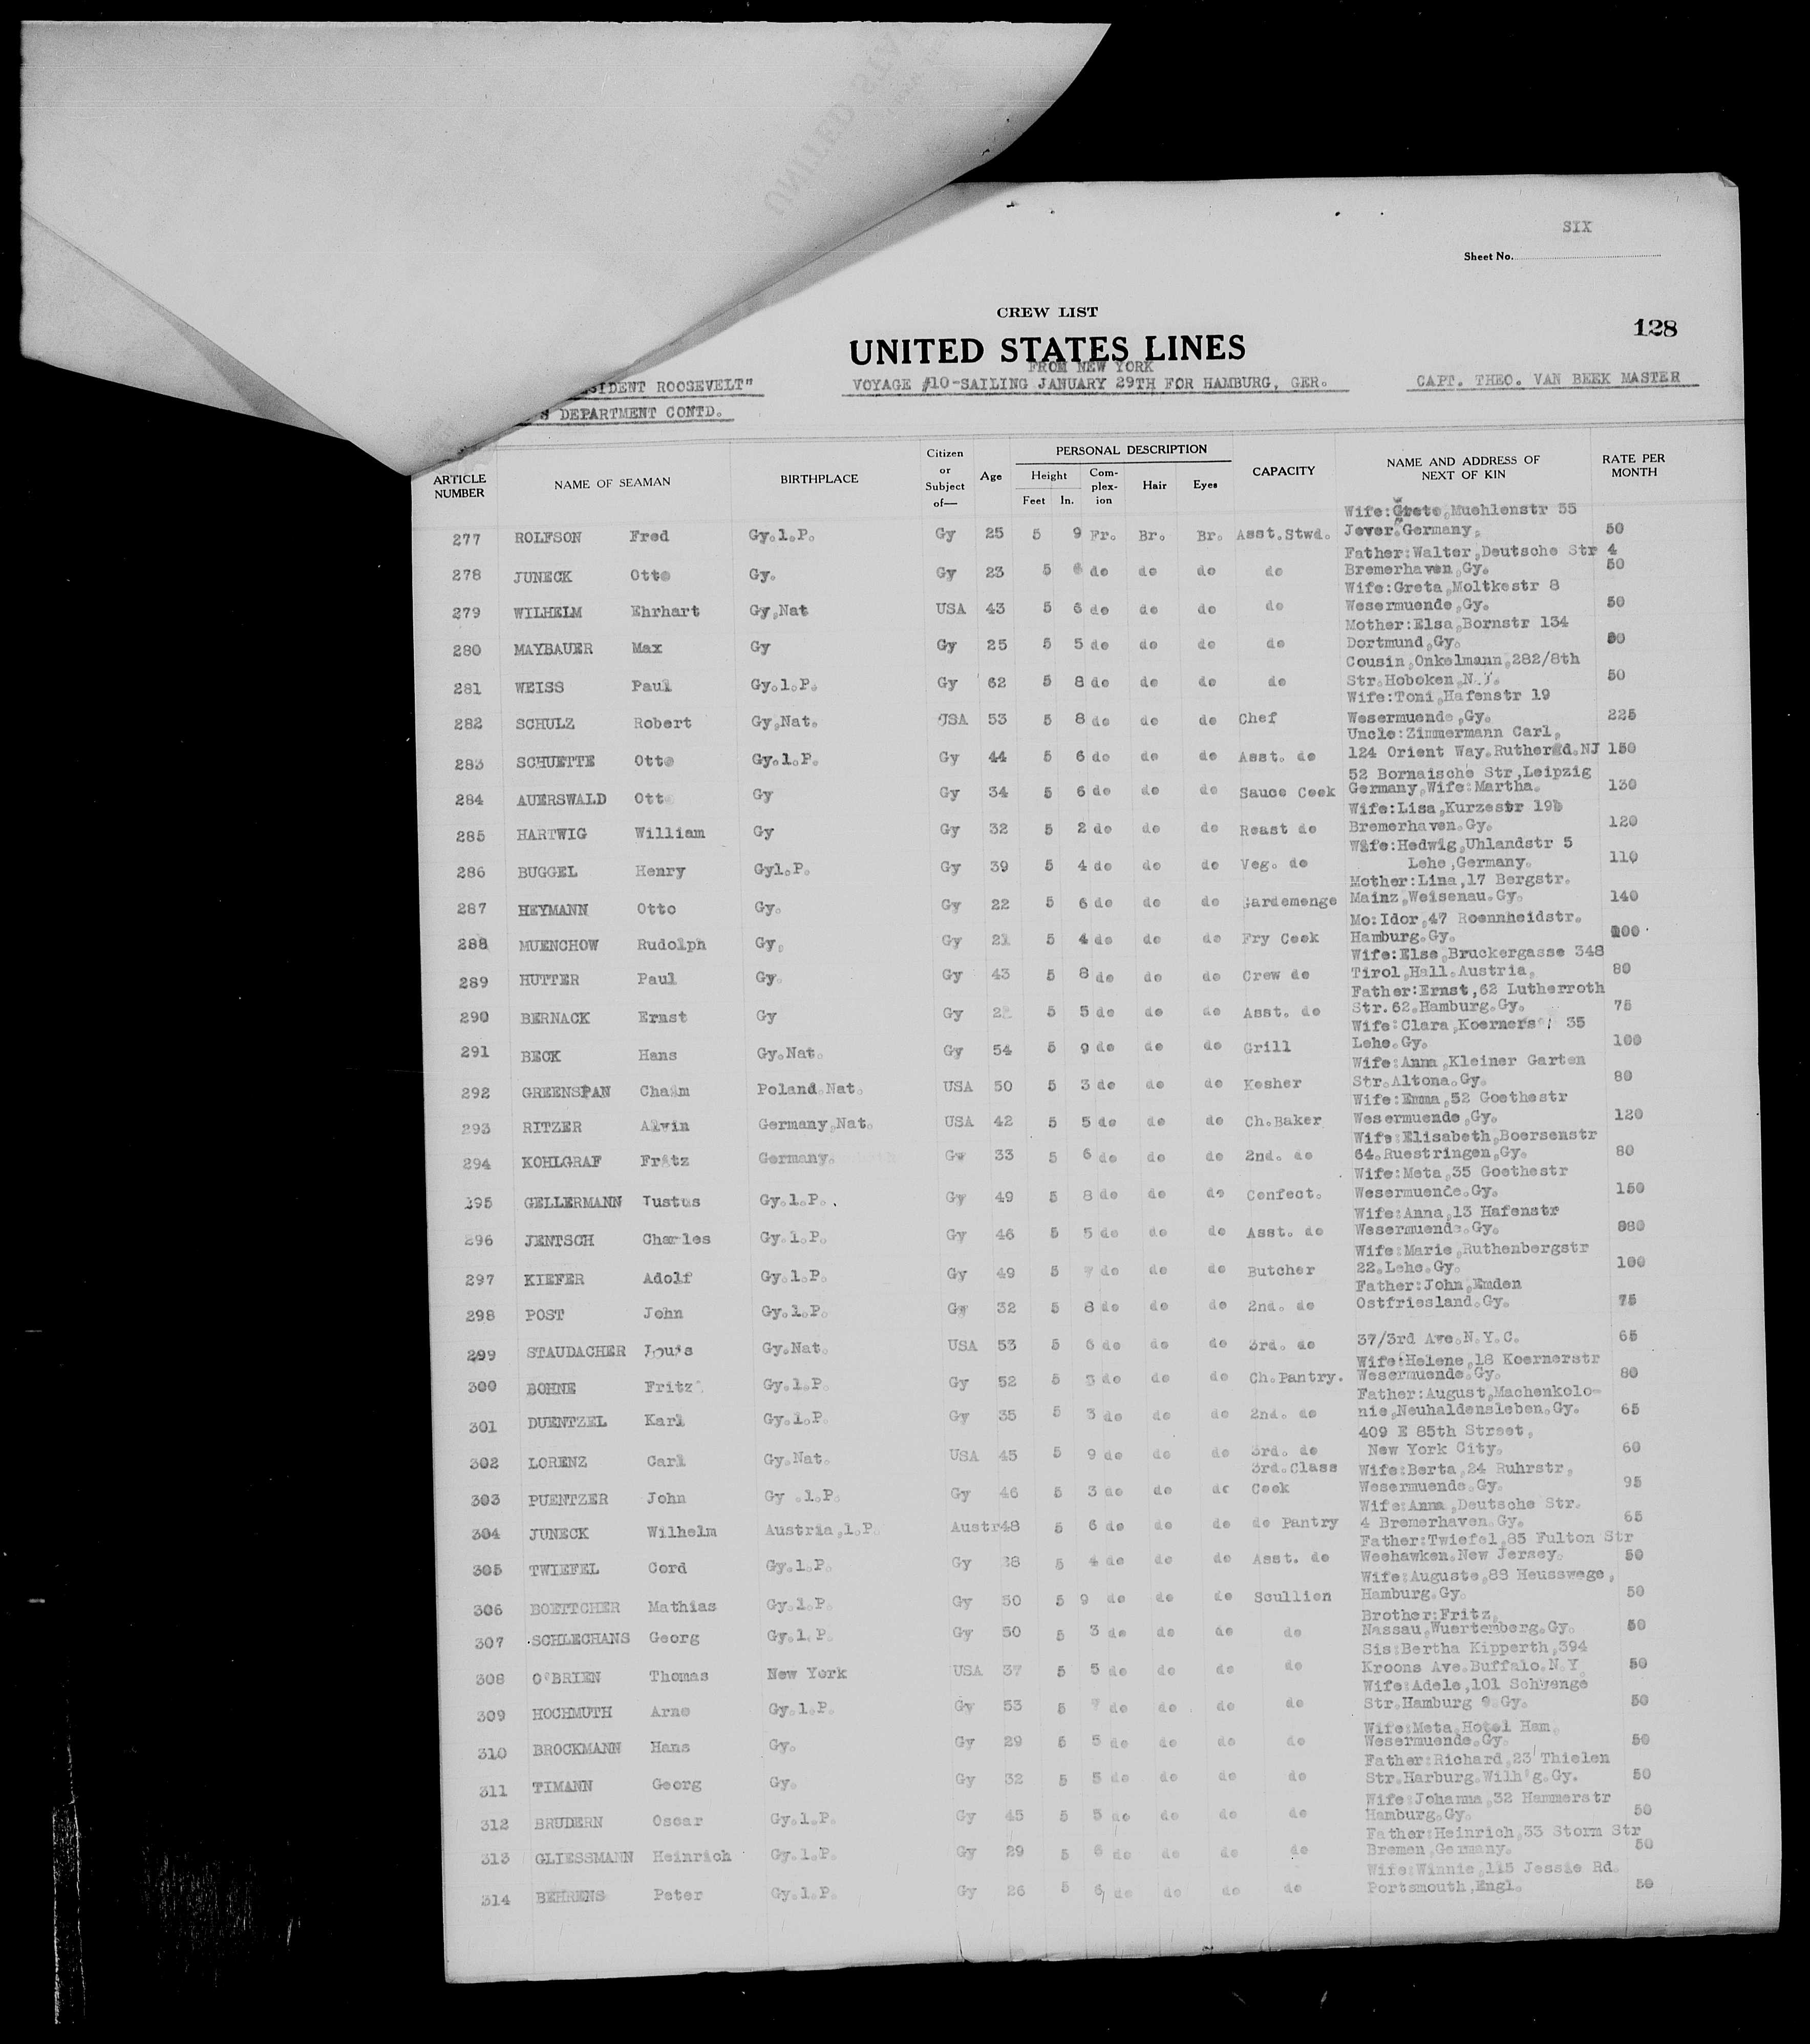 SIX
Sheet No.
CREW LIST
128
UNITED STATES LINES
FROM NEW YORK
SIDENT ROOSEVELT" VOYAGE #10-SAILING JANUARY 29TH FOR HAMBURG, GER. CAPT. THEO. VAN BEEK MASTER
S DEPARTMENT CONTD.
ARTICLE NUMBER NAME OF SEAMAN BIRTHPLACE Citizen or Subject of— Age PERSONAL DESCRIPTION Height Feet In. Com-plex-ion Hair Eyes CAPACITY NAME AND ADDRESS OF NEXT OF KIN RATE PER MONTH
Wife:Grete,Muehlenstr 35
277 ROLFSON Fred Gy.l.P. Gy 25 5 9 Fr. Br. Br. Asst.Stwd. Jever.Germany. 50
Father:Walter,Deutsche Str 4
278 JUNECK Otto Gy. Gy 23 5 6 do do do do Bremerhaven,Gy. 50
Wife:Greta,Moltkestr 8
279 WILHELM Ehrhart Gy,Nat USA 43 5 6 do do do do Wesermuende,Gy. 50
Mother:Elsa,Bornstr 134
280 MAYBAUER Max Gy Gy 25 5 5 do do do do Dortmund,Gy. 50
Cousin,Onkelmann,282/8th
281 WEISS Paul Gy.l.P. Gy 62 5 8 do do do do Str.Hoboken,N.J. 50
Wife:Toni,Hafenstr 19
282 SCHULZ Robert Gy,Nat. USA 53 5 8 do do do Chef Wesermuende,Gy. 225
Uncle:Zimmermann Carl,
283 SCHUETTE Otto Gy.l.P. Gy 44 5 6 do do do Asst. do 124 Orient Way.Ruther d.NJ 150
52 Bornaische Str,Leipzig
284 AUERSWALD Otto Gy Gy 34 5 6 do do do Sauce Cook Germany,Wife:Martha. 130
Wife:Lisa,Kurzestr 19b
285 HARTWIG William Gy Gy 32 5 2 do do do Roast do Bremerhaven.Gy. 120
Wife:Hedwig,Uhlandstr 5
286 BUGGEL Henry Gyl.P. Gy 39 5 4 do do do Veg. do Lehe,Germany. 110
Mother:Lina,17 Bergstr.
287 HEYMANN Otto Gy. Gy 22 5 6 do do do Gardemenge Mainz,Weisenau.Gy. 140
Mo:Idor,47 Roennheidstr.
288 MUENCHOW Rudolph Gy, Gy 21 5 4 do do do Fry Cook Hamburg.Gy. 100
Wife:Else,Bruckergasse 348
289 HUTTER Paul Gy. Gy 43 5 8 do do do Crew do Tirol,Hall.Austria, 80
Father:Ernst,62 Lutherroth
290 BERNACK Ernst Gy Gy 5 5 do do do Asst. do Str.62.Hamburg.Gy. 75
Wife:Clara,Koernerst 35
291 BECK Hans Gy.Nat. Gy 54 5 9 do do do Grill Lehe.Gy. 100
Wife:Anna,Kleiner Garten
292 GREENSPAN Chaim Poland.Nat. USA 50 5 3 do do do Kosher Str.Altona.Gy. 80
Wife:Emma,52 Goethestr
293 RITZER Alvin Germany,Nat. USA 42 5 5 do do do Ch.Baker Wesermuende,Gy. 120
Wife:Elisabeth,Boersenstr
294 KOHLGRAF Fritz Germany. Gy 33 5 6 do do do 2nd. do 64.Ruestringen,Gy. 80
Wife:Meta,35 Goethestr
295 GELLERMANN Justus Gy.l.P. Gy 49 5 8 do do do Confect. Wesermuende.Gy. 150
Wife:Anna,13 Hafenstr
296 JENTSCH Charles Gy.l.P. Gy 46 5 5 do do do Asst. do Wesermuende.Gy. 80
Wife:Marie,Ruthenbergstr
297 KIEFER Adolf Gy.l.P. Gy 49 5 7 do do do Butcher 22.Lehe.Gy. 100
Father:John,Emden
298 POST John Gy.l.P. Gy 32 5 8 do do do 2nd. do Ostfriesland.Gy. 75
299 STAUDACHER Louis Gy.Nat. USA 53 5 6 do do do 3rd. do 37/3rd Ave.N.Y.C. 65
Wife:Helene,18 Koernerstr
300 BOHNE Fritz Gy.l.P. Gy 52 5 3 do do do Ch.Pantry. Wesermuende.Gy. 80
Father:August,Machenkolo-
301 DUENTZEL Karl Gy.l.P. Gy 35 5 3 do do do 2nd. do nie,Neuhaldensleben.Gy. 65
409 E 85th Street,
302 LORENZ Carl Gy.Nat. USA 45 5 9 do do do 3rd. do New York City. 60
3rd.Class Wife:Berta,24 Ruhrstr,
303 PUENTZER John Gy .l.P. Gy 46 5 3 do do do Cook Wesermuende.Gy. 95
Wife:Anna,Deutsche Str.
304 JUNECK Wilhelm Austria,l.P. Austr 48 5 6 do do do do Pantry 4 Bremerhaven.Gy. 65
Father:Twiefel,85 Fulton Str
305 TWIEFEL Cord Gy.l.P. Gy 28 5 4 do do do Asst. do Weehawken.New Jersey. 50
Wife:Auguste,88 Heusswege,
306 BOETTCHER Mathias Gy.l.P. Gy 50 5 9 do do do Scullion Hamburg.Gy. 50
Brother:Fritz,
307 SCHLECHANS Georg Gy.l.P. Gy 50 5 3 do do do do Nassau,Wuertemberg.Gy. 50
Sis:Bertha Kipperth,394
308 O'BRIEN Thomas New York USA 37 5 5 do do do do Kroons Ave.Buffalo.N.Y. 50
Wife:Adele,101 Schwenge
309 HOCHMUTH Arno Gy.l.P. Gy 53 5 7 do do do do Str.Hamburg 9.Gy. 50
Wife:Meta,Hotel Ham,
310 BROCKMANN Hans Gy. Gy 29 5 5 do do do do Wesermuende.Gy. 50
Father:Richard,23 Thielen
311 TIMANN Georg Gy. Gy 32 5 5 do do do do Str.Harburg.Wilh'g.Gy. 50
Wife:Johanna,32 Hammerstr
312 BRUDERN Oscar Gy.l.P. Gy 45 5 5 do do do do Hamburg.Gy. 50
Father:Heinrich,33 Storm Str
313 GLIESSMANN Heinrich Gy.l.P. Gy 29 5 6 do do do do Bremen,Germany. 50
Wife:Winnie,115 Jessie Rd.
314 BEHRENS Peter Gy.l.P. Gy 26 5 6 do do do do Portsmouth,Engl. 50